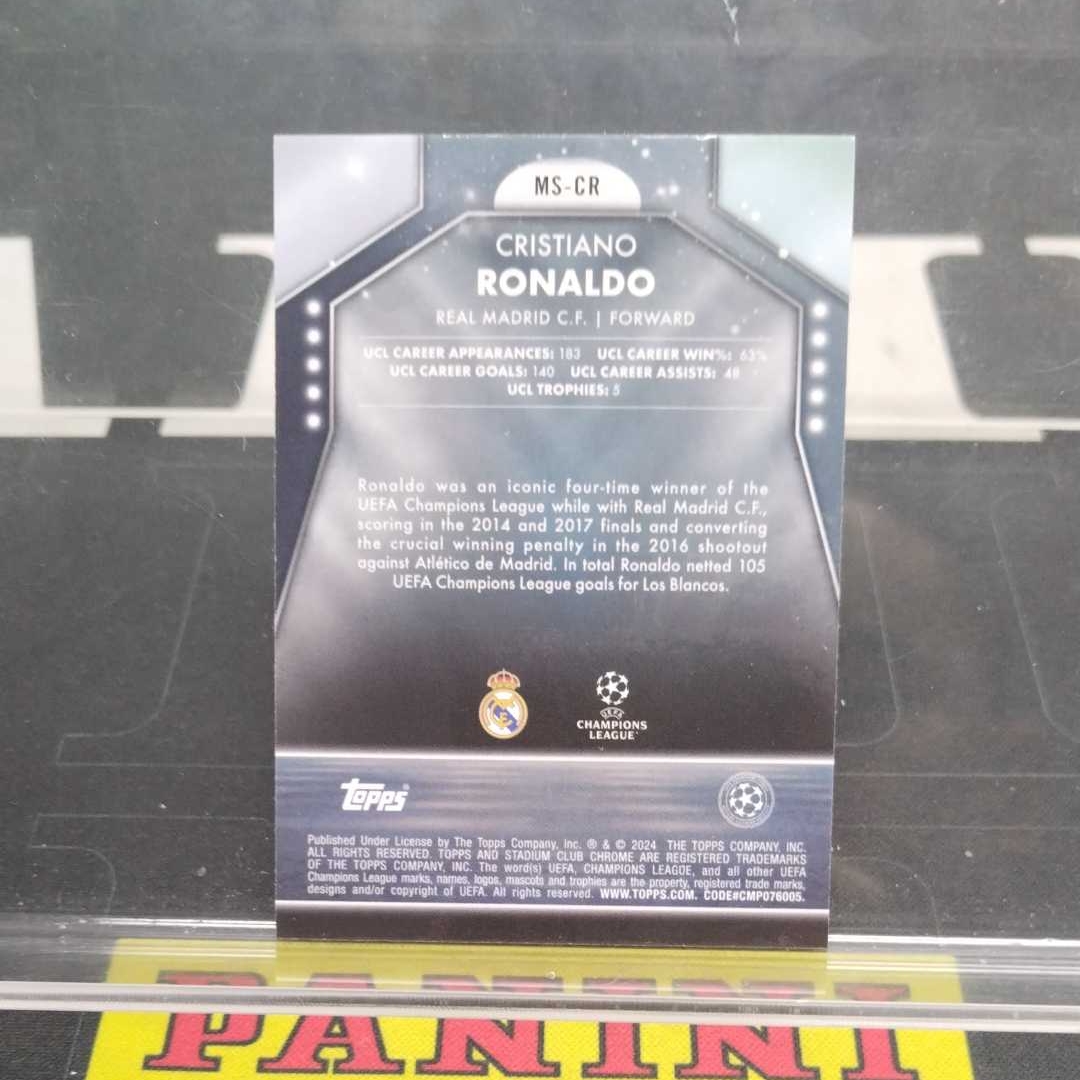 MS-CR
CRISTIANO
RONALDO
REAL MADRID C.F. | FORWARD
UCL CAREER APPEARANCES: 183 UCL CAREER WIN%: 63%
UCL CAREER GOALS: 140 UCL CAREER ASSISTS: 48
UCL TROPHIES: 5
Ronaldo was an iconic four-time winner of the
UEFA Champions League while with Real Madrid C.F.,
scoring in the 2014 and 2017 finals and converting
the crucial winning penalty in the 2016 shootout
against Atlético de Madrid. In total Ronaldo netted 105
UEFA Champions League goals for Los Blancos.
UEFA
CHAMPIONS
LEAGUE
Topps
Published Under License by The Topps Company, Inc. ® & © 2024 THE TOPPS COMPANY, INC.
ALL RIGHTS RESERVED. TOPPS AND STADIUM CLUB CHROME ARE REGISTERED TRADEMARKS
OF THE TOPPS COMPANY, INC. The word(s) UEFA, CHAMPIONS LEAGUE, and all other UEFA
Champions League marks, names, logos, mascots and trophies are the property, registered trade marks,
designs and/or copyright of UEFA. All rights reserved. WWW.TOPPS.COM. CODE#CMP076005.
PANINI